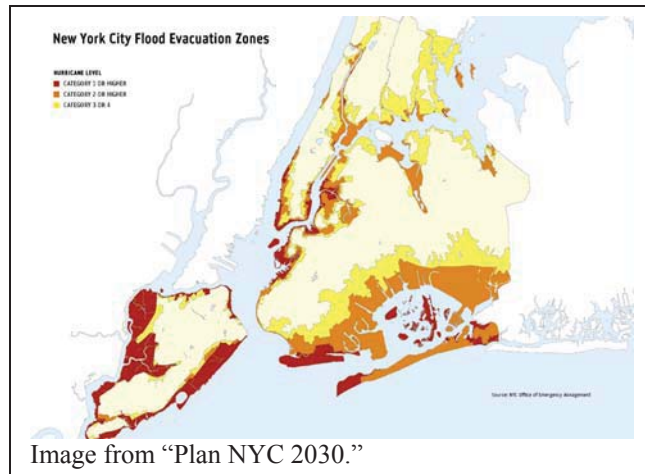 New York City Flood Evacuation Zones
HURRICANE LEVEL
CATEGORY 1 OR HIGHER
CATEGORY 2 OR HIGHER
CATEGORY 3 OR 4
Source: NYC Office of Emergency Management
Image from “Plan NYC 2030.”